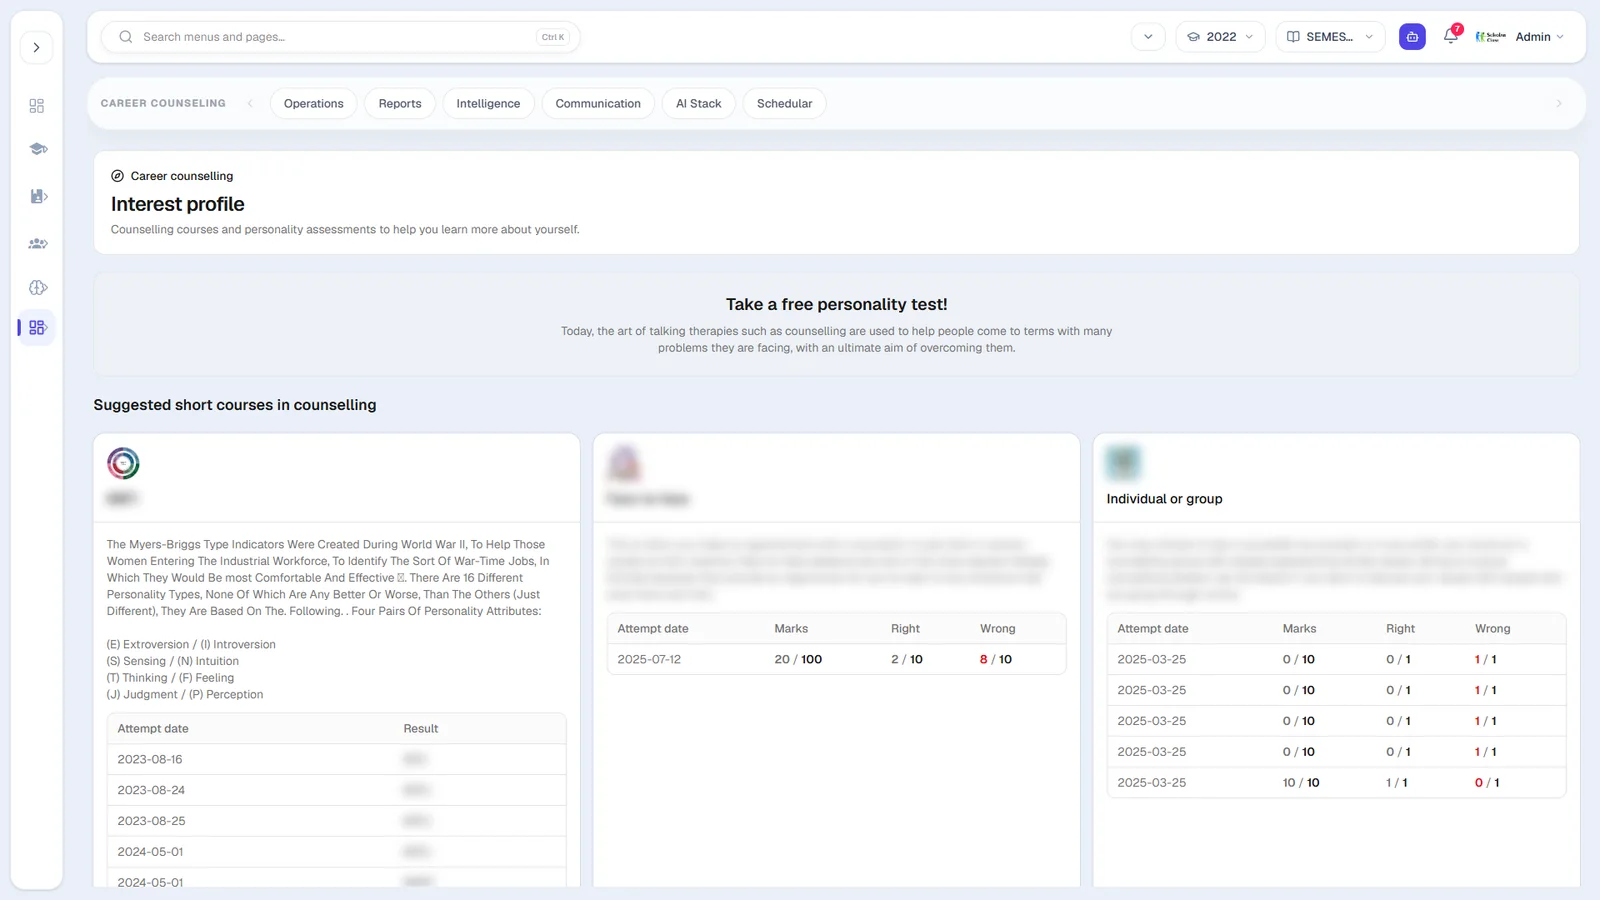 Search menus and pages...
Ctrl K
2022
SEMES...
7
Admin
CAREER COUNSELING
Operations
Reports
Intelligence
Communication
AI Stack
Schedular
Career counselling
Interest profile
Counselling courses and personality assessments to help you learn more about yourself.
Take a free personality test!
Today, the art of talking therapies such as counselling are used to help people come to terms with many
problems they are facing, with an ultimate aim of overcoming them.
Suggested short courses in counselling
The Myers-Briggs Type Indicators Were Created During World War II, To Help Those
Women Entering The Industrial Workforce, To Identify The Sort Of War-Time Jobs, In
Which They Would Be most Comfortable And Effective . There Are 16 Different
Personality Types, None Of Which Are Any Better Or Worse, Than The Others (Just
Different), They Are Based On The. Following. . Four Pairs Of Personality Attributes:
(E) Extroversion / (I) Introversion
(S) Sensing / (N) Intuition
(T) Thinking / (F) Feeling
(J) Judgment / (P) Perception
Attempt date Result
2023-08-16
2023-08-24
2023-08-25
2024-05-01
2024-05-01
Attempt date Marks Right Wrong
2025-07-12 20 / 100 2 / 10 8 / 10
Individual or group
Attempt date Marks Right Wrong
2025-03-25 0 / 10 0 / 1 1 / 1
2025-03-25 0 / 10 0 / 1 1 / 1
2025-03-25 0 / 10 0 / 1 1 / 1
2025-03-25 0 / 10 0 / 1 1 / 1
2025-03-25 10 / 10 1 / 1 0 / 1